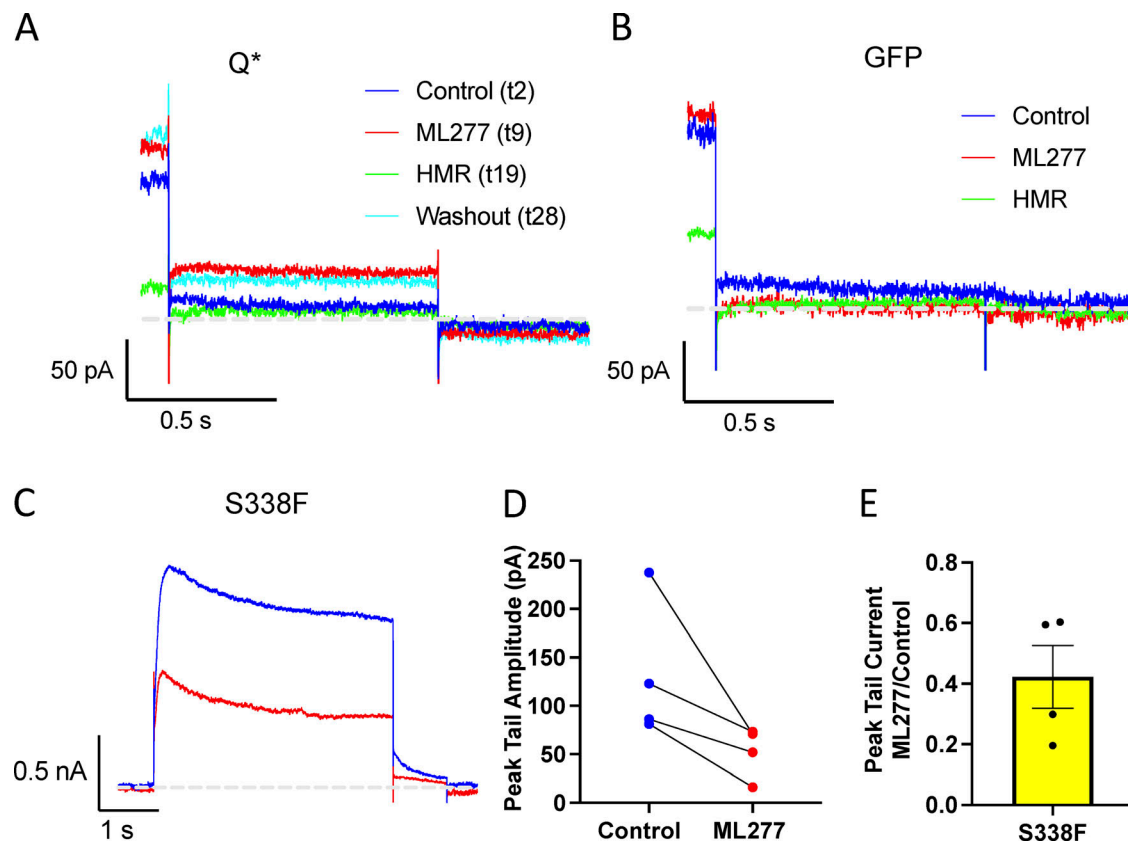 A
Q*
Control (t2)
ML277 (t9)
HMR (t19)
Washout (t28)
50 pA
0.5 s
B
GFP
Control
ML277
HMR
50 pA
0.5 s
C
S338F
0.5 nA
1 s
D
Peak Tail Amplitude (pA)
250
200
150
100
50
0
Control ML277
E
Peak Tail Current
ML277/Control
0.8
0.6
0.4
0.2
0.0
S338F